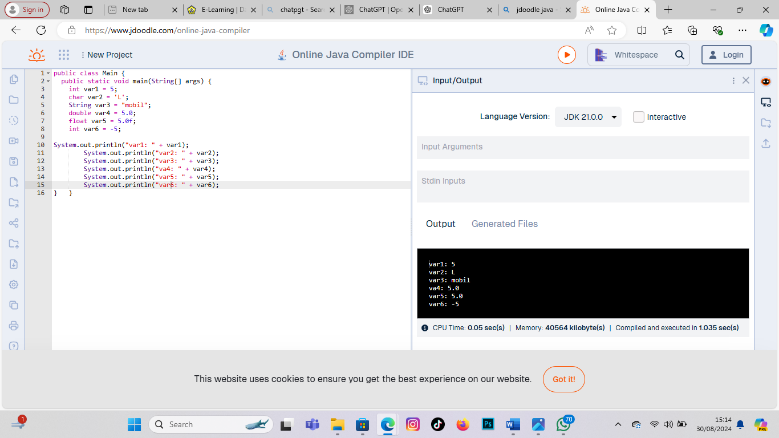 Sign in
New tab
E-Learning | D
chatpgt - Sear
ChatGPT | Ope
ChatGPT
jdoodle java -
Online Java Co
https://www.jdoodle.com/online-java-compiler
New Project
Online Java Compiler IDE
Whitespace
Login
1 public class Main {
2 public static void main(String[] args) {
3 int var1 = 5;
4 char var2 = 'L';
5 String var3 = "mobil";
6 double var4 = 5.0;
7 float var5 = 5.0f;
8 int var6 = -5;
9
10 System.out.println("var1: " + var1);
11 System.out.println("var2: " + var2);
12 System.out.println("var3: " + var3);
13 System.out.println("va4: " + var4);
14 System.out.println("var5: " + var5);
15 System.out.println("var6: " + var6);
16 } }
Input/Output
Language Version: JDK 21.0.0 Interactive
Input Arguments
Stdin Inputs
Output Generated Files
var1: 5
var2: L
var3: mobil
va4: 5.0
var5: 5.0
var6: -5
CPU Time: 0.05 sec(s) | Memory: 40564 kilobyte(s) | Compiled and executed in 1.035 sec(s)
This website uses cookies to ensure you get the best experience on our website. Got it!
1
Search
70
15:14
30/08/2024